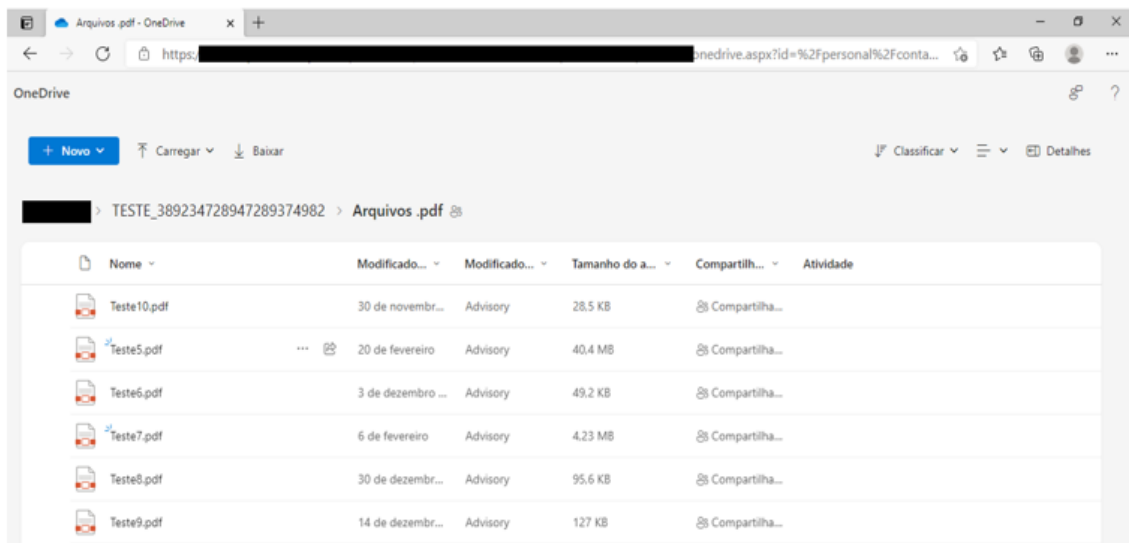 Arquivos .pdf - OneDrive
https:/ onedrive.aspx?id=%2Fpersonal%2Fconta...
OneDrive
+ Novo Carregar Baixar Classificar Detalhes
> TESTE_389234728947289374982 > Arquivos .pdf
Nome Modificado... Modificado... Tamanho do a... Compartilh... Atividade
Teste10.pdf 30 de novembr... Advisory 28,5 KB Compartilha...
Teste5.pdf ... 20 de fevereiro Advisory 40,4 MB Compartilha...
Teste6.pdf 3 de dezembro ... Advisory 49,2 KB Compartilha...
Teste7.pdf 6 de fevereiro Advisory 4,23 MB Compartilha...
Teste8.pdf 30 de dezembr... Advisory 95,6 KB Compartilha...
Teste9.pdf 14 de dezembr... Advisory 127 KB Compartilha...